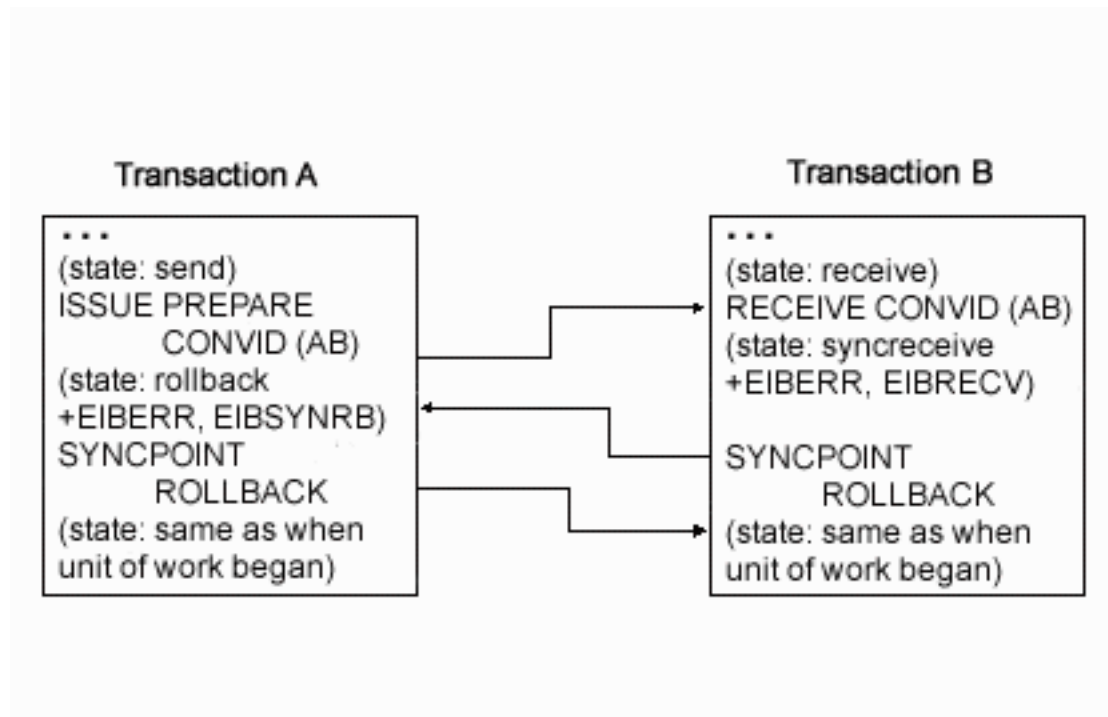 Transaction A
. . .
(state: send)
ISSUE PREPARE
CONVID (AB)
(state: rollback
+EIBERR, EIBSYNRB)
SYNCPOINT
ROLLBACK
(state: same as when
unit of work began)
Transaction B
. . .
(state: receive)
RECEIVE CONVID (AB)
(state: syncreceive
+EIBERR, EIBRECV)
SYNCPOINT
ROLLBACK
(state: same as when
unit of work began)